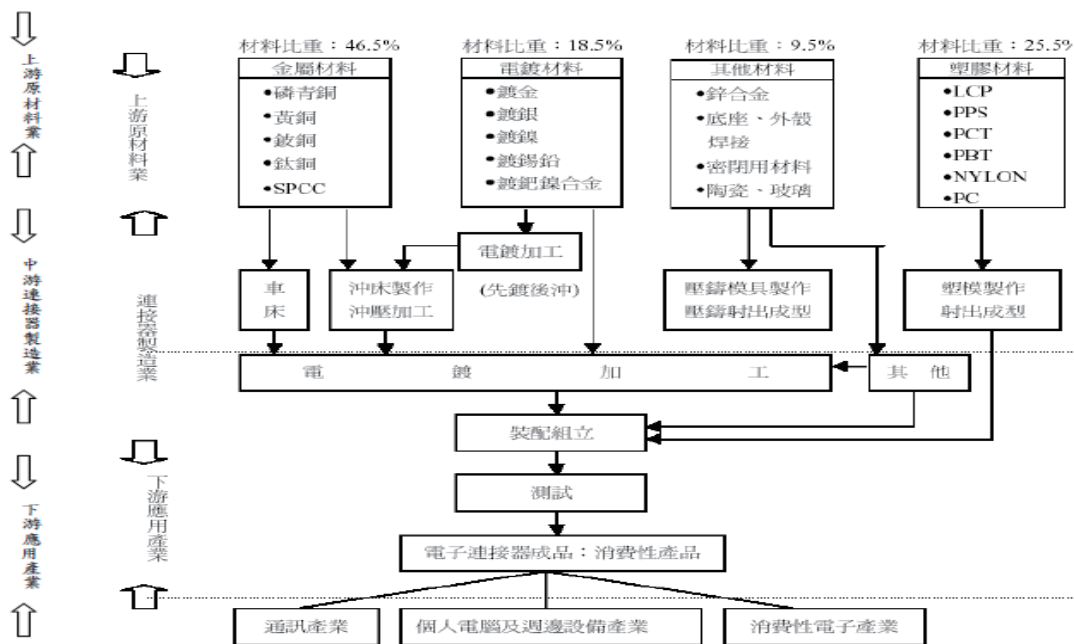 上游原材料業
中游連接器製造業
下游應用產業
上游原材料業
連接器製造業
下游應用產業
材料比重：46.5%
金屬材料
•磷青銅
•黃銅
•鈹銅
•鈦銅
•SPCC
材料比重：18.5%
電鍍材料
•鍍金
•鍍銀
•鍍鎳
•鍍錫鉛
•鍍鈀鎳合金
材料比重：9.5%
其他材料
•鋅合金
•底座、外殼
焊接
•密閉用材料
•陶瓷、玻璃
材料比重：25.5%
塑膠材料
•LCP
•PPS
•PCT
•PBT
•NYLON
•PC
電鍍加工
(先鍍後沖)
車
床
沖床製作
沖壓加工
壓鑄模具製作
壓鑄射出成型
塑模製作
射出成型
電鍍加工
其他
裝配組立
測試
電子連接器成品：消費性產品
通訊產業
個人電腦及週邊設備產業
消費性電子產業